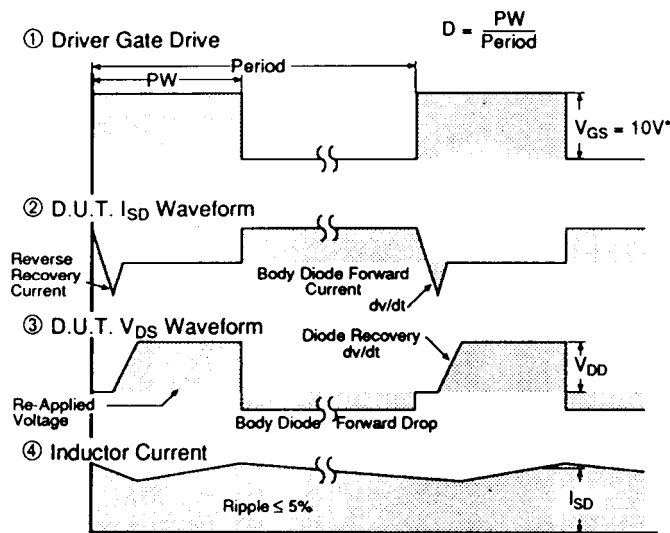 ① Driver Gate Drive
D = PW
Period
Period
PW
VGS = 10V*
② D.U.T. ISD Waveform
Reverse
Recovery
Current
Body Diode Forward
Current
dv/dt
③ D.U.T. VDS Waveform
Diode Recovery
dv/dt
VDD
Re-Applied
Voltage
Body Diode Forward Drop
④ Inductor Current
Ripple ≤ 5%
ISD